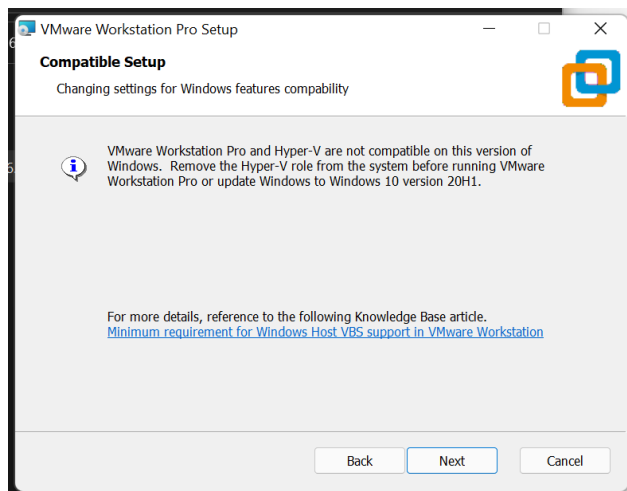 VMware Workstation Pro Setup
Compatible Setup
Changing settings for Windows features compability
VMware Workstation Pro and Hyper-V are not compatible on this version of
Windows. Remove the Hyper-V role from the system before running VMware
Workstation Pro or update Windows to Windows 10 version 20H1.
For more details, reference to the following Knowledge Base article.
Minimum requirement for Windows Host VBS support in VMware Workstation
Back
Next
Cancel